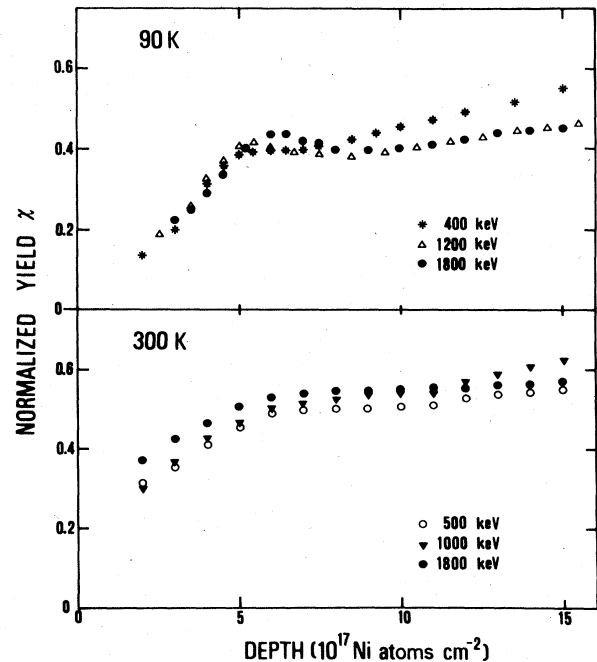 90 K
0.6
0.4
0.2
0
✳ 400 keV
△ 1200 keV
● 1800 keV
NORMALIZED YIELD χ
300 K
0.6
0.4
0.2
0
○ 500 keV
▼ 1000 keV
● 1800 keV
0 5 10 15
DEPTH (10¹⁷ Ni atoms cm⁻²)